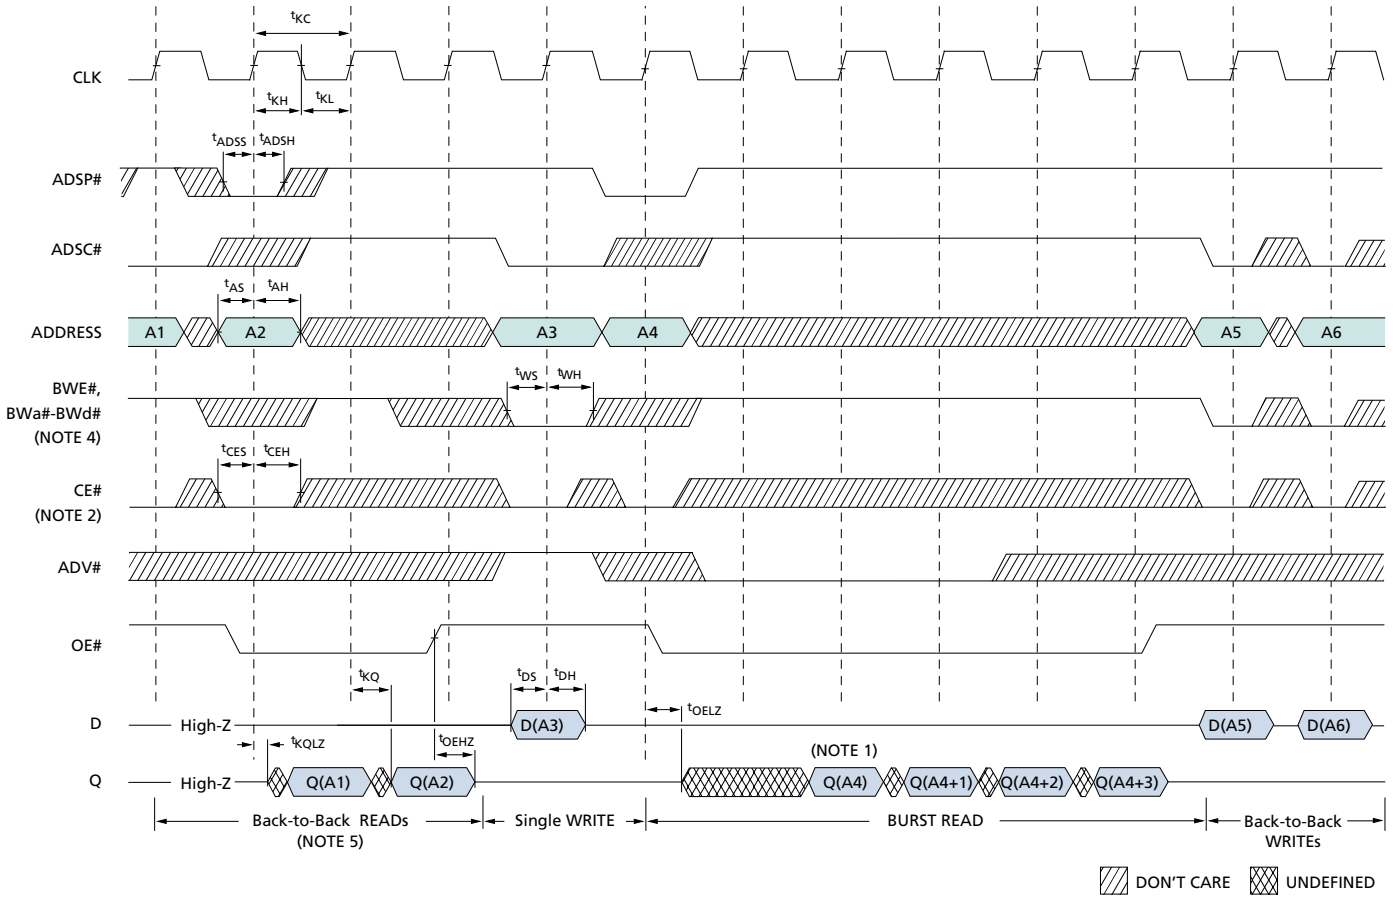 tKC
CLK
tKH tKL
tADSS tADSH
ADSP#
ADSC#
tAS tAH
ADDRESS A1 A2 A3 A4 A5 A6
BWE#,
BWa#-BWd#
(NOTE 4)
tWS tWH
tCES tCEH
CE#
(NOTE 2)
ADV#
OE#
tKQ tDS tDH
D High-Z D(A3) D(A5) D(A6)
tOELZ
tKQLZ tOEHZ
(NOTE 1)
Q High-Z Q(A1) Q(A2) Q(A4) Q(A4+1) Q(A4+2) Q(A4+3)
Back-to-Back READs
(NOTE 5)
Single WRITE
BURST READ
Back-to-Back
WRITEs
DON'T CARE UNDEFINED